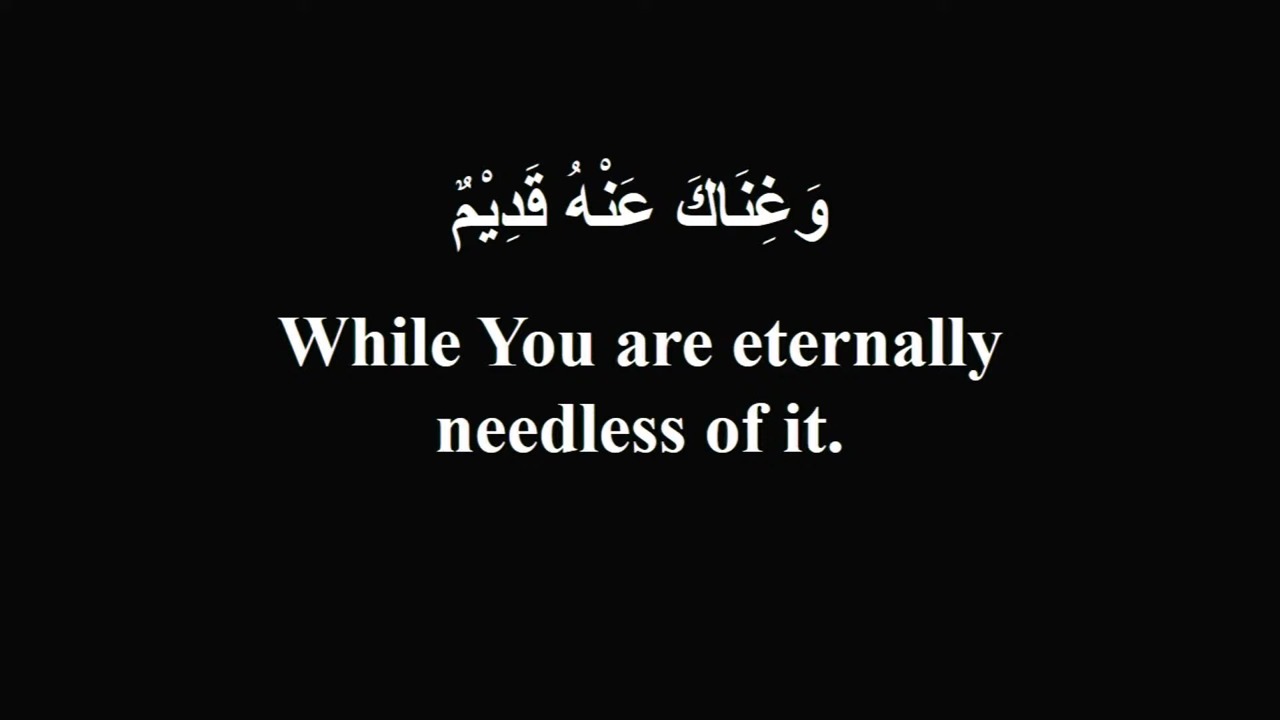 وَغِنَاكَ عَنْهُ قَدِيْمٌ
While You are eternally
needless of it.